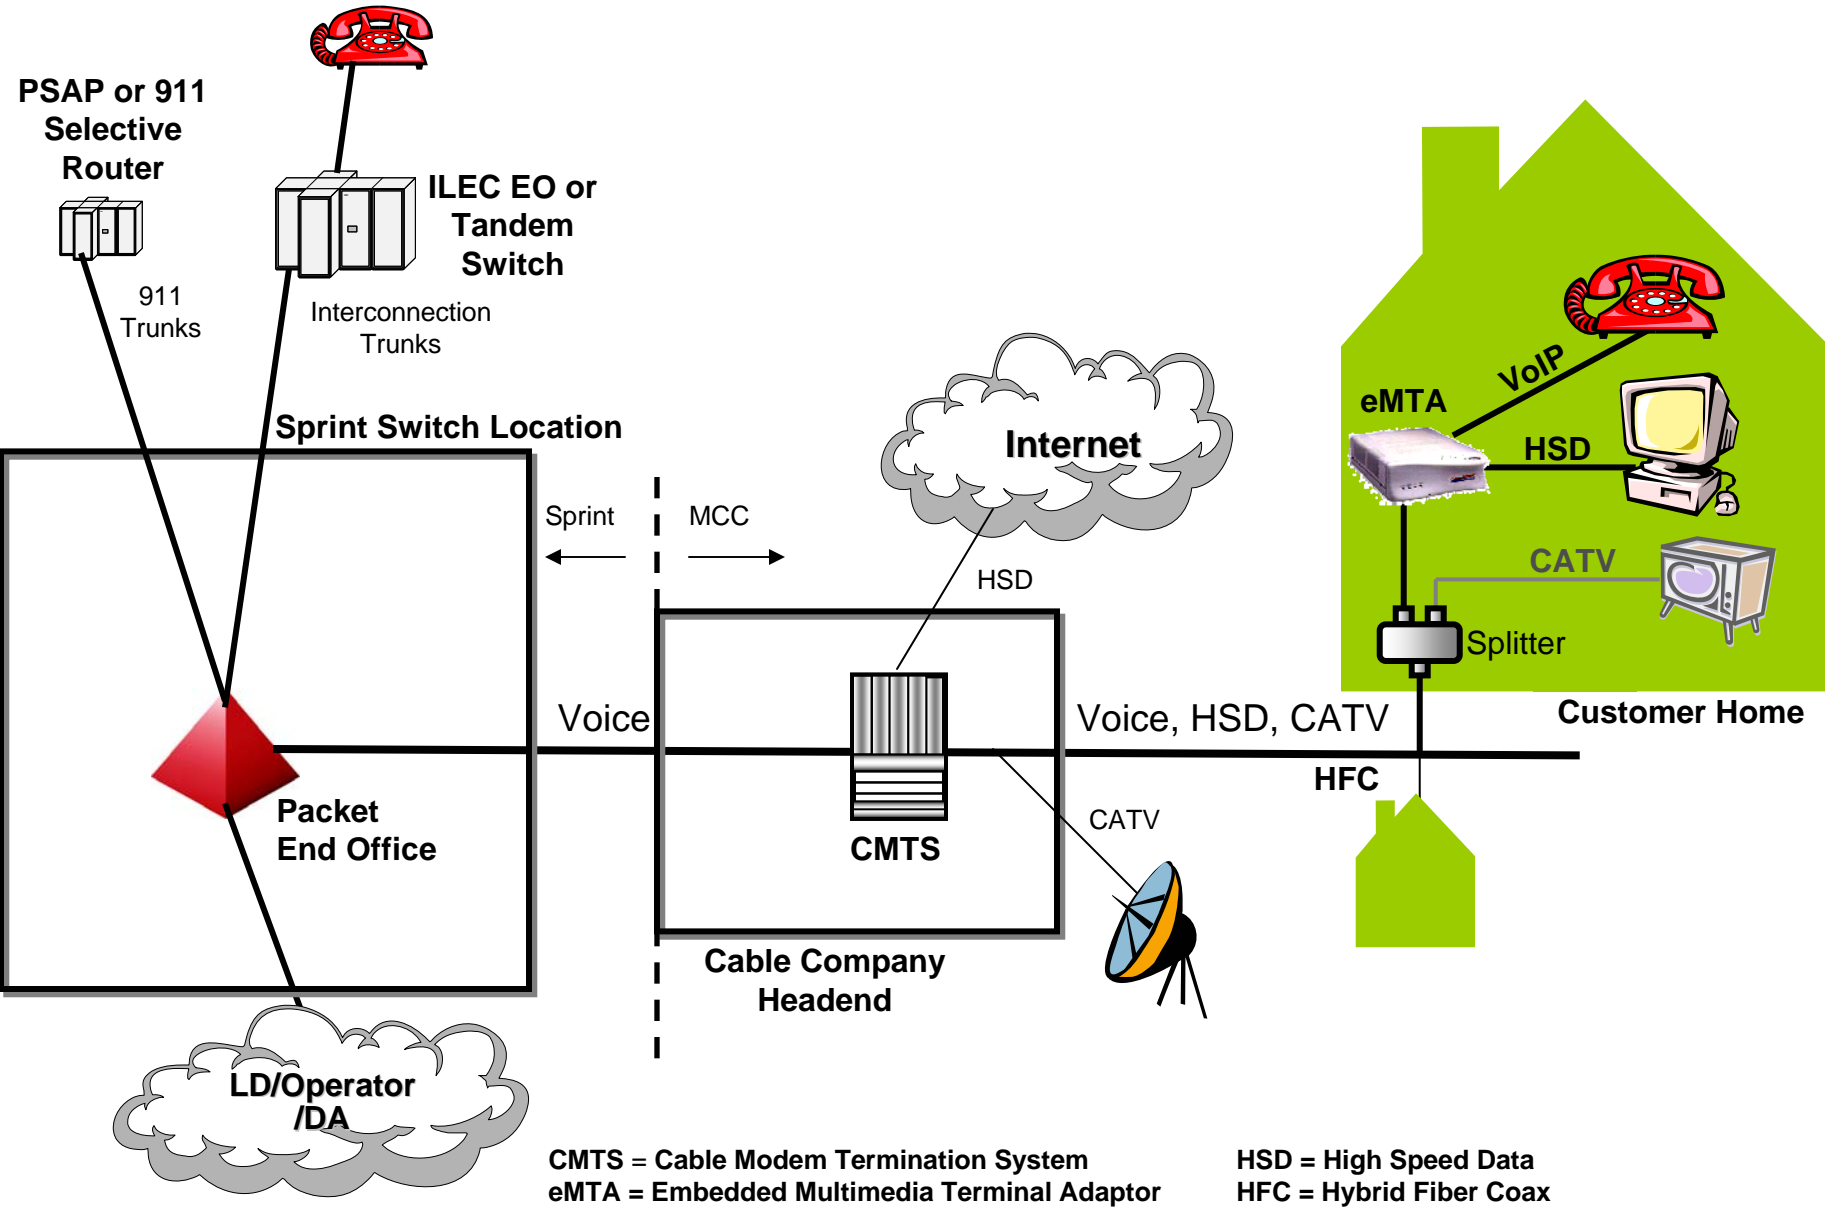 PSAP or 911
Selective
Router
ILEC EO or
Tandem
Switch
911
Trunks
Interconnection
Trunks
Sprint Switch Location
Sprint
MCC
Internet
HSD
eMTA
VoIP
HSD
CATV
Splitter
Customer Home
Voice
Voice, HSD, CATV
HFC
Packet
End Office
CMTS
CATV
Cable Company
Headend
LD/Operator
/DA
CMTS = Cable Modem Termination System
eMTA = Embedded Multimedia Terminal Adaptor
HSD = High Speed Data
HFC = Hybrid Fiber Coax